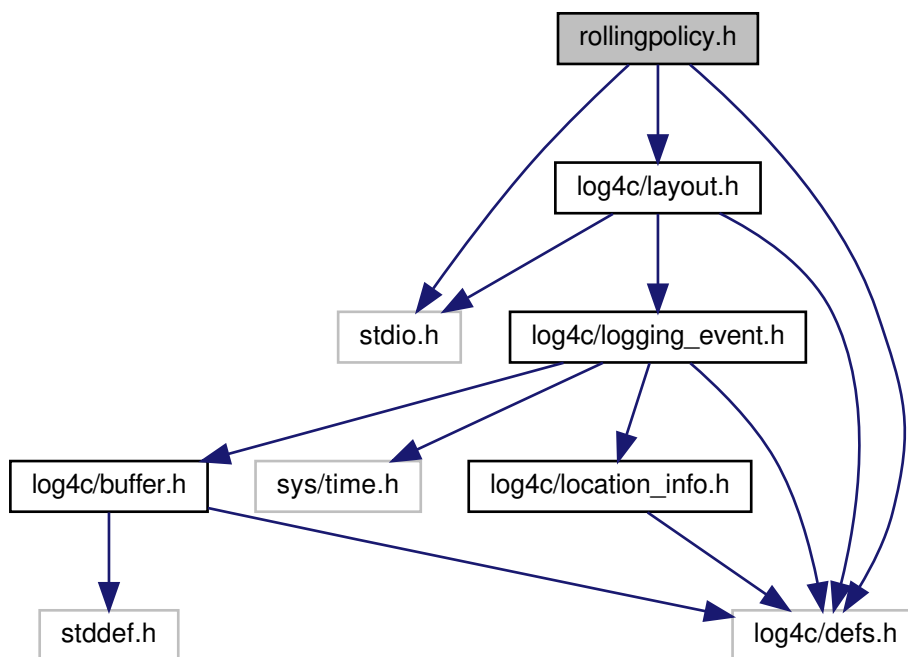 rollingpolicy.h
log4c/layout.h
stdio.h
log4c/logging_event.h
log4c/buffer.h
sys/time.h
log4c/location_info.h
stddef.h
log4c/defs.h